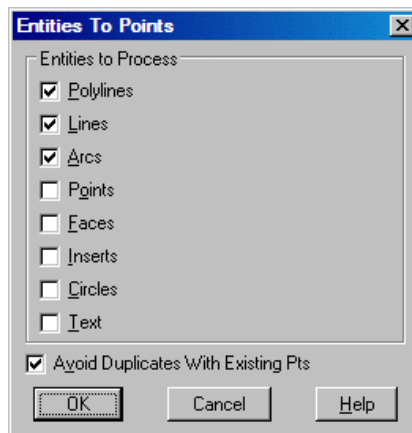 Entities To Points
Entities to Process
Polylines
Lines
Arcs
Points
Faces
Inserts
Circles
Text
Avoid Duplicates With Existing Pts
OK Cancel Help